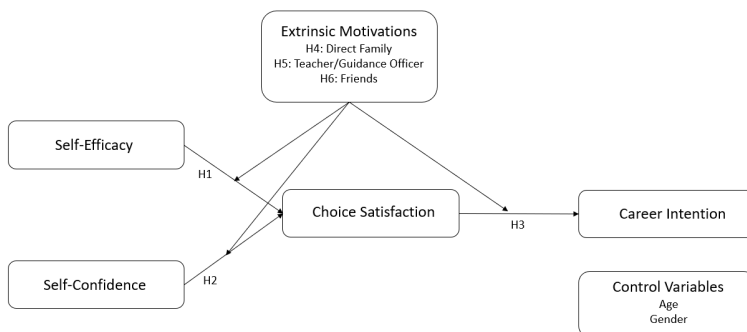 Extrinsic Motivations
H4: Direct Family
H5: Teacher/Guidance Officer
H6: Friends
Self-Efficacy
H1
Choice Satisfaction
H3
Career Intention
Self-Confidence
H2
Control Variables
Age
Gender